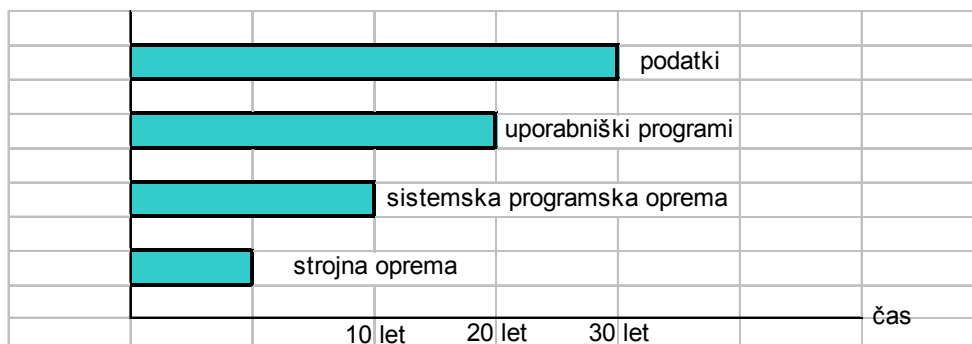 podatki
uporabniški programi
sistemska programska oprema
strojna oprema
čas
10 let 20 let 30 let